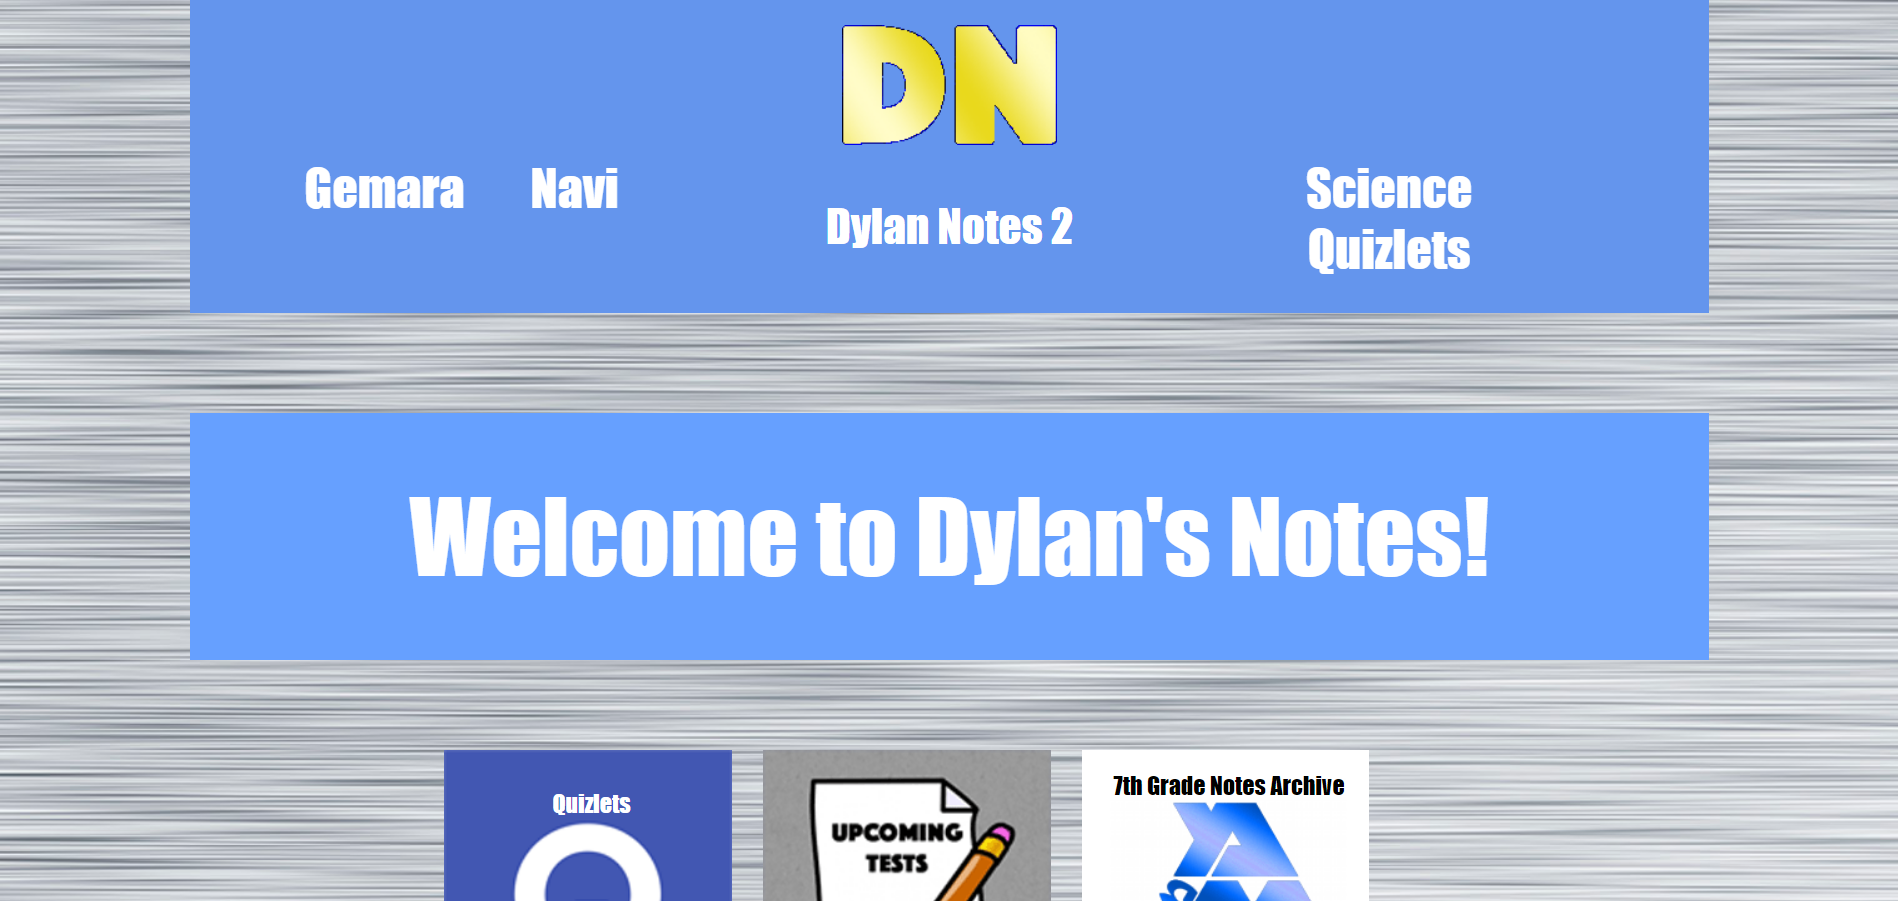 DN
Gemara
Navi
Dylan Notes 2
Science
Quizlets
Welcome to Dylan's Notes!
Quizlets
UPCOMING
TESTS
7th Grade Notes Archive